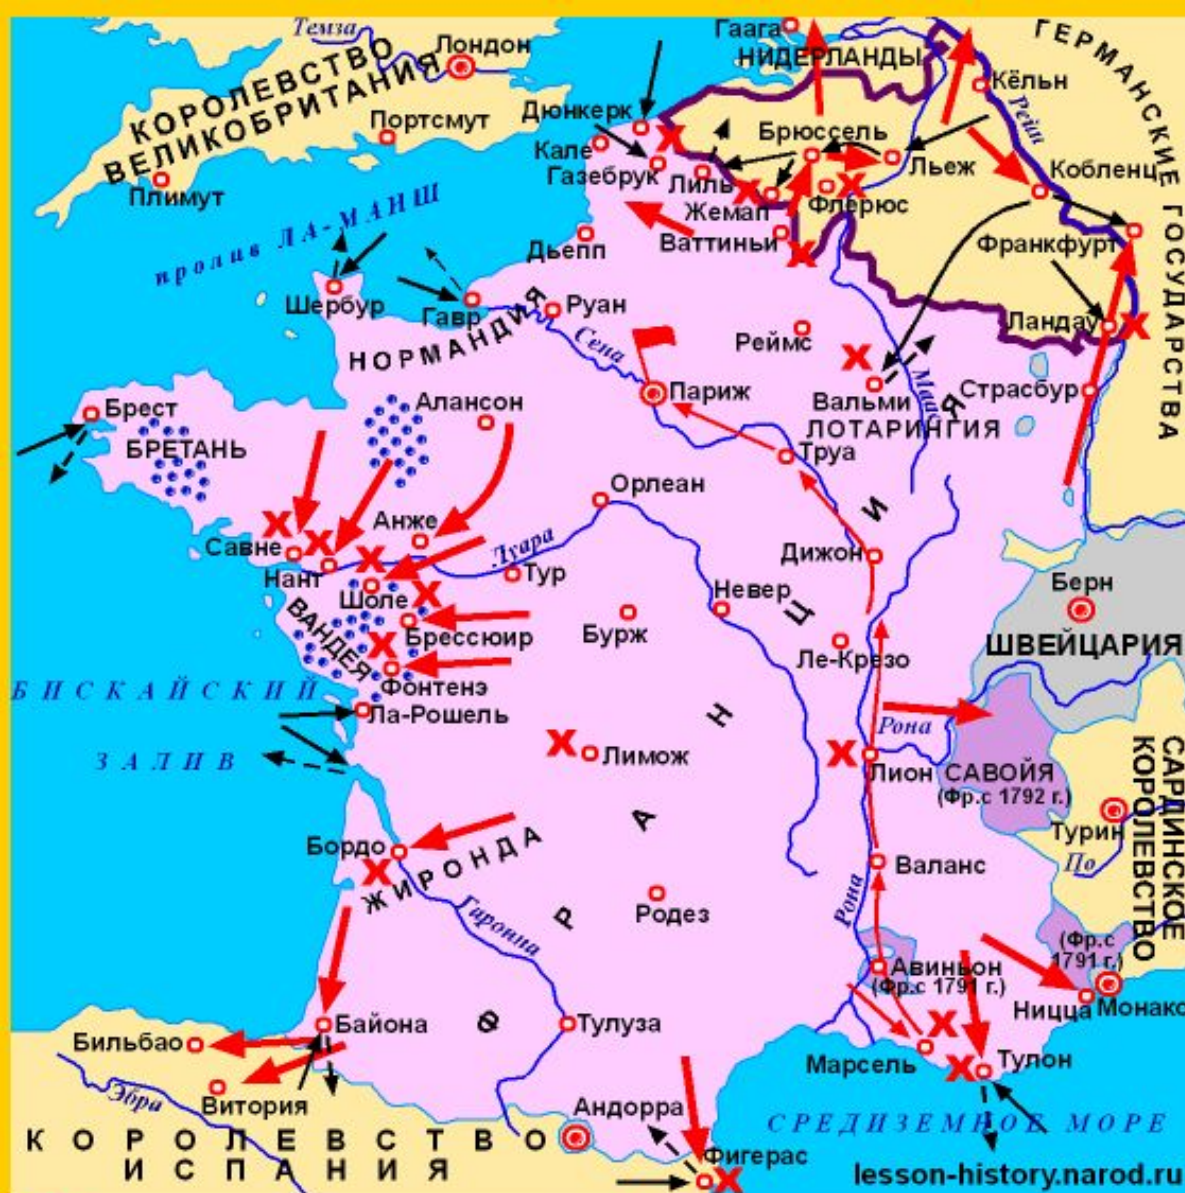 Темза
Лондон
КОРОЛЕВСТВО
ВЕЛИКОБРИТАНИЯ
Портсмут
Плимут
пролив ЛА-МАНШ
Гаага
НИДЕРЛАНДЫ
ГЕРМАНСКИЕ ГОСУДАРСТВА
Кёльн
Рейн
Дюнкерк
Брюссель
Кале
Газебрук
Лиль
Льеж
Кобленц
Жемап
Флёрюс
Ваттиньи
Франкфурт
Дьепп
Шербур
Гавр
Руан
НОРМАНДИЯ
Сена
Реймс
Ландау
Маас
Париж
Вальми
Страсбур
ЛОТАРИНГИЯ
Брест
БРЕТАНЬ
Алансон
Труа
Орлеан
Анже
Луара
Савне
Нант
Тур
Дижон
Шоле
Невер
Берн
ВАНДЕЯ
Брессюир
Бурж
Ле-Крезо
ШВЕЙЦАРИЯ
Фонтенэ
БИСКАЙСКИЙ
ЗАЛИВ
Ла-Рошель
Рона
Лимож
Лион
САВОЙЯ
(Фр.с 1792 г.)
САРДИНСКОЕ
КОРОЛЕВСТВО
Турин
По
ФРАНЦИЯ
Бордо
ЖИРОНДА
Гаронна
Валанс
Родез
Рона
Авиньон
(Фр.с 1791 г.)
(Фр.с
1791 г.)
Ницца
Монако
Байона
Тулуза
Бильбао
Витория
Эбра
Марсель
Тулон
Андорра
СРЕДИЗЕМНОЕ МОРЕ
КОРОЛЕВСТВО
ИСПАНИЯ
Фигерас
lesson-history.narod.ru